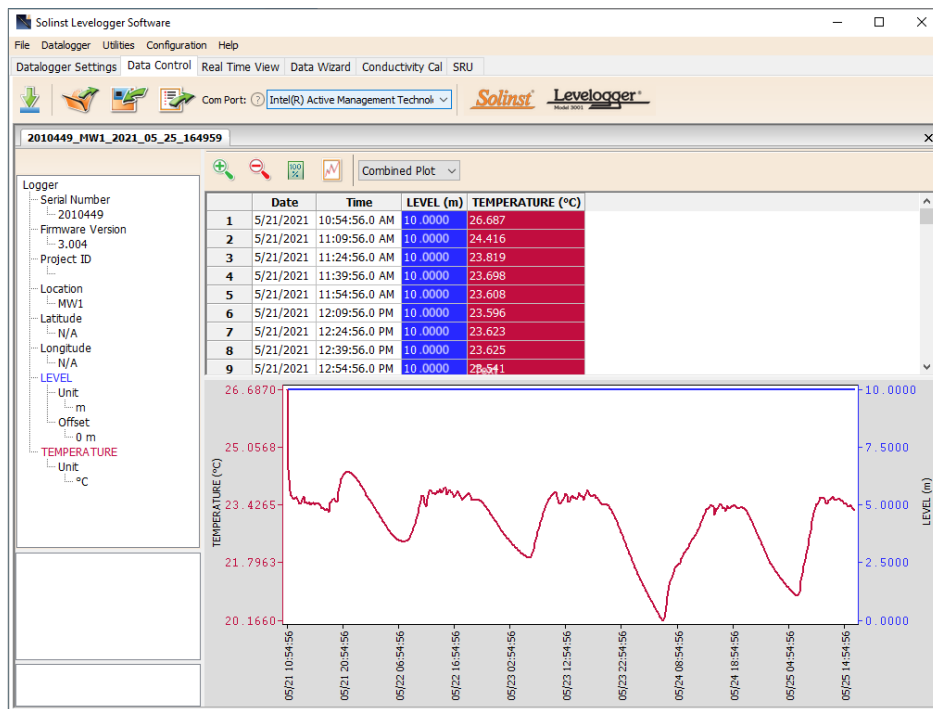 Solinst Levelogger Software
File Datalogger Utilities Configuration Help
Datalogger Settings Data Control Real Time View Data Wizard Conductivity Cal SRU
Com Port: ? Intel(R) Active Management Technol
Solinst Levelogger®
Model 3001
2010449_MW1_2021_05_25_164959
100 %
Combined Plot
Logger
Serial Number
2010449
Firmware Version
3.004
Project ID
Location
MW1
Latitude
N/A
Longitude
N/A
LEVEL
Unit
m
Offset
0 m
TEMPERATURE
Unit
°C
Date Time LEVEL (m) TEMPERATURE (°C)
1 5/21/2021 10:54:56.0 AM 10.0000 26.687
2 5/21/2021 11:09:56.0 AM 10.0000 24.416
3 5/21/2021 11:24:56.0 AM 10.0000 23.819
4 5/21/2021 11:39:56.0 AM 10.0000 23.698
5 5/21/2021 11:54:56.0 AM 10.0000 23.608
6 5/21/2021 12:09:56.0 PM 10.0000 23.596
7 5/21/2021 12:24:56.0 PM 10.0000 23.623
8 5/21/2021 12:39:56.0 PM 10.0000 23.625
9 5/21/2021 12:54:56.0 PM 10.0000 23.541
26.6870
25.0568
23.4265
21.7963
20.1660
TEMPERATURE (°C)
10.0000
7.5000
5.0000
2.5000
0.0000
LEVEL (m)
05/21 10:54:56
05/21 20:54:56
05/22 06:54:56
05/22 16:54:56
05/23 02:54:56
05/23 12:54:56
05/23 22:54:56
05/24 08:54:56
05/24 18:54:56
05/25 04:54:56
05/25 14:54:56